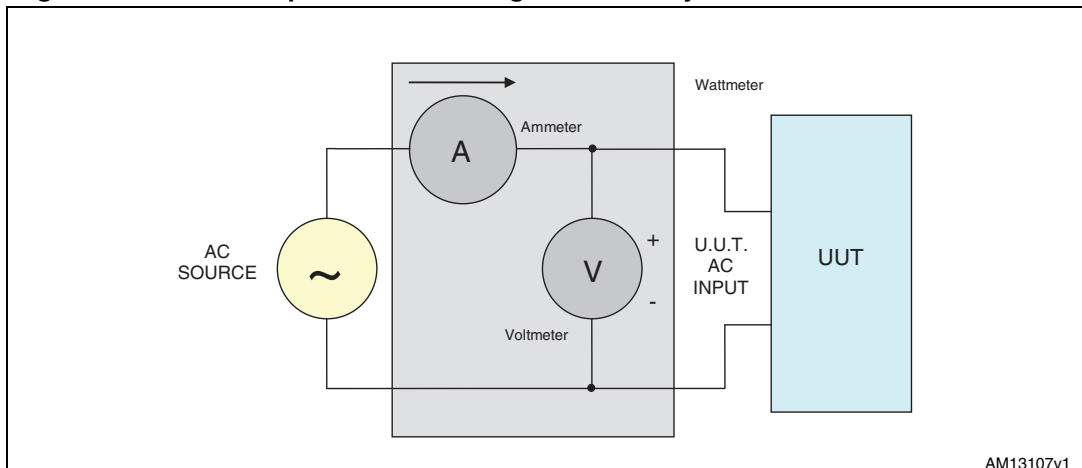 Wattmeter
Ammeter
A
AC
SOURCE
~
V
+
-
U.U.T.
AC
INPUT
UUT
Voltmeter
AM13107v1